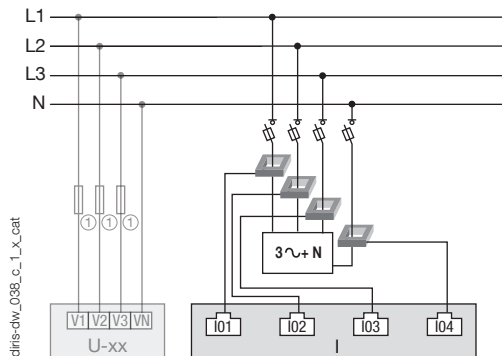 L1
L2
L3
N
1 1 1
3∿+ N
V1 V2 V3 VN
U-xx
I01 I02 I03 I04
I
diris-dw_038_c_1_x_cat